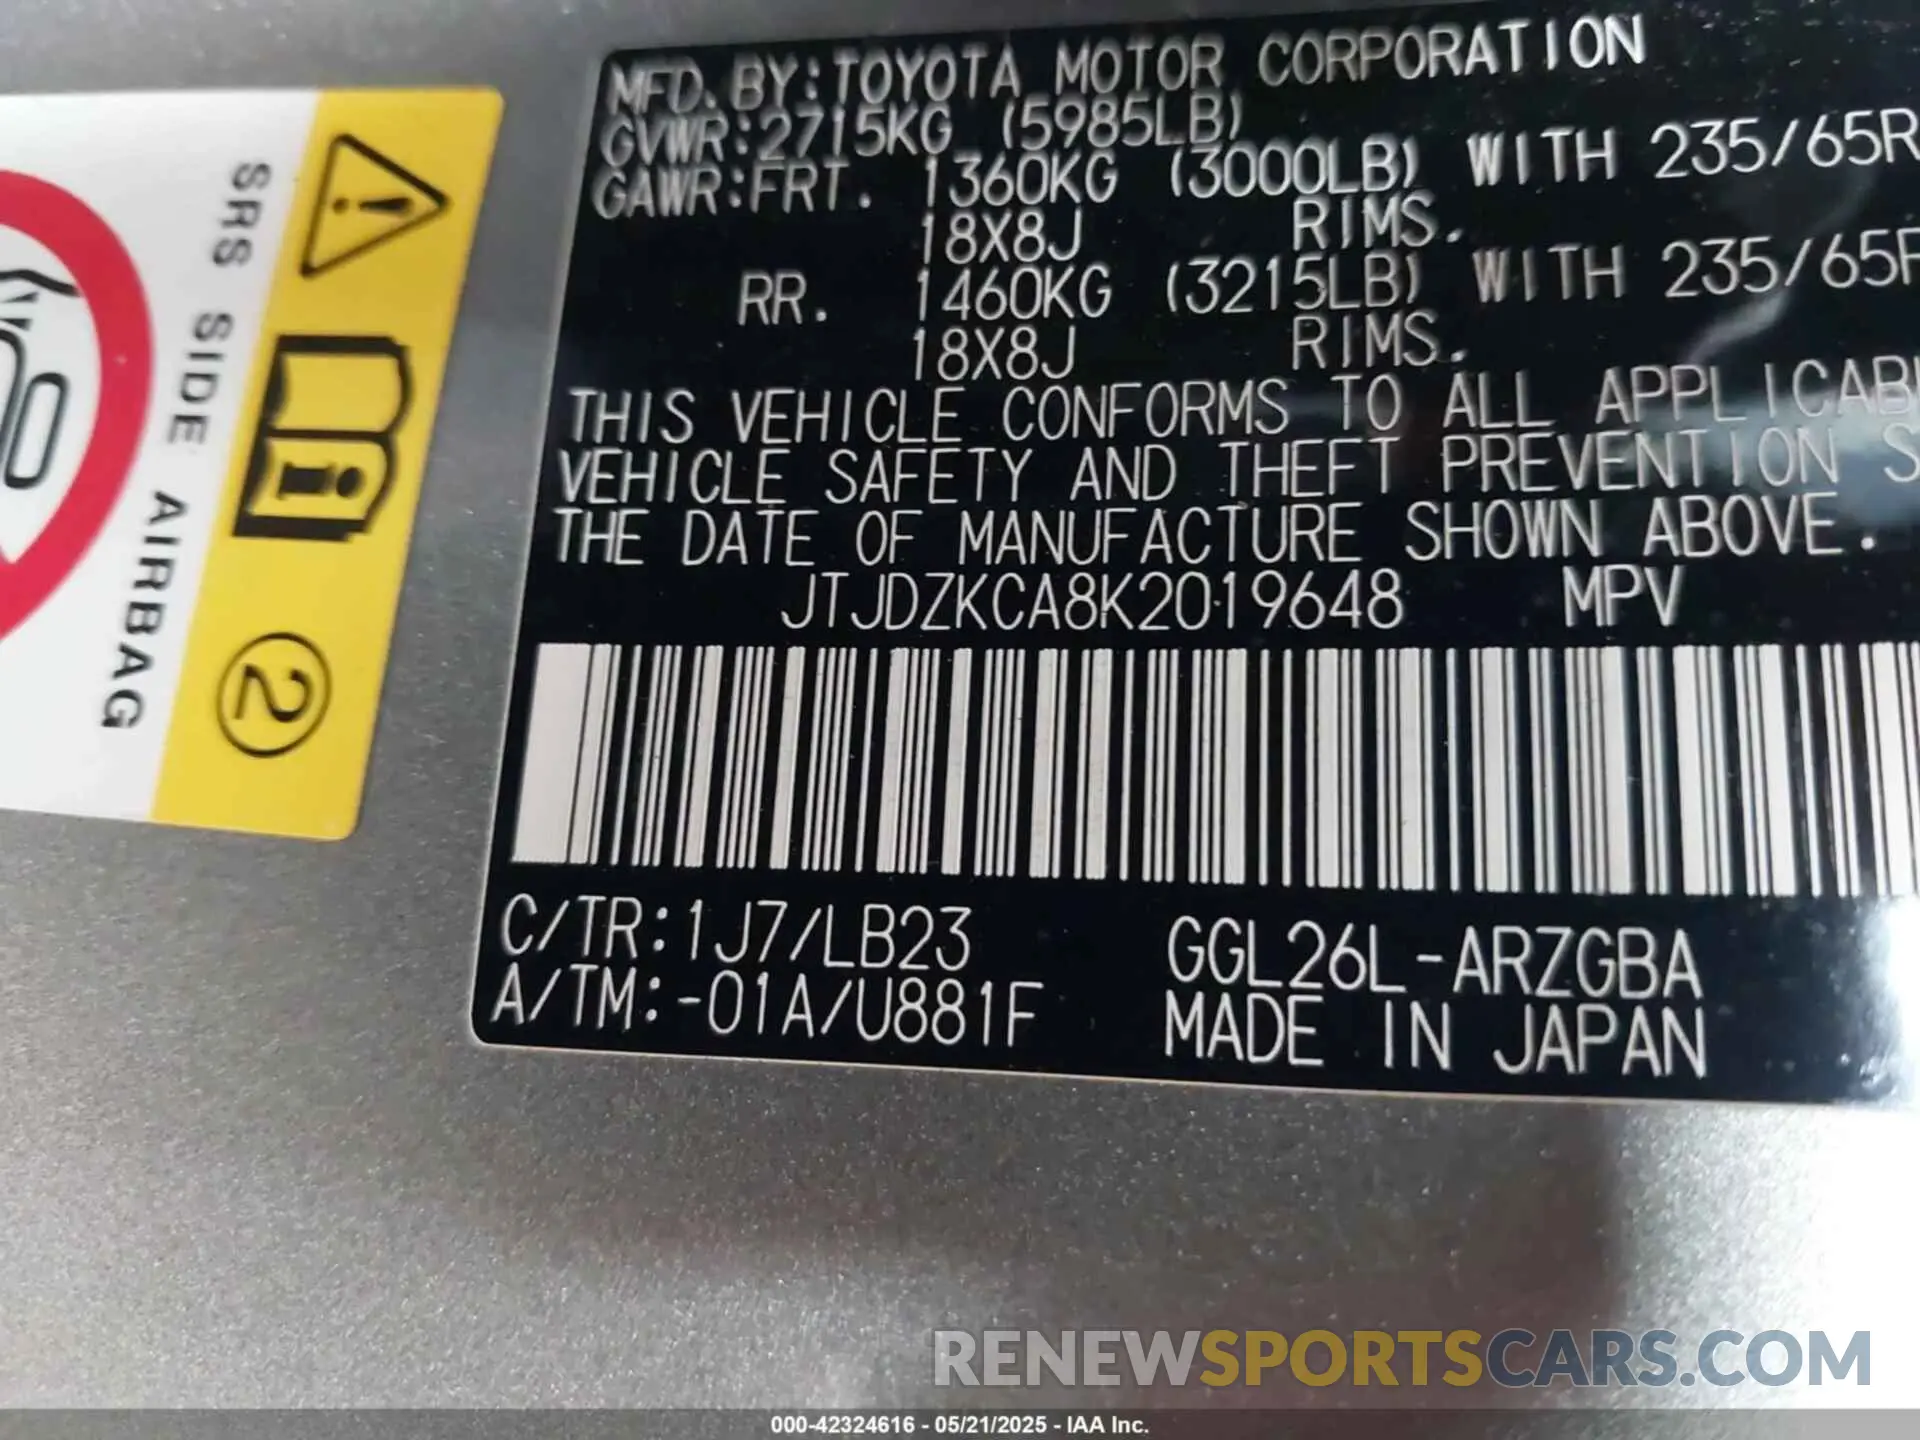 MFD. BY:TOYOTA MOTOR CORPORATION
GVWR:2715KG (5985LB)
GAWR:FRT. 1360KG (3000LB) WITH 235/65R
18X8J RIMS.
RR. 1460KG (3215LB) WITH 235/65R
18X8J RIMS.
THIS VEHICLE CONFORMS TO ALL
VEHICLE SAFETY AND THEFT PREVENTION S
THE DATE OF MANUFACTURE SHOWN ABOVE.
JTJDZKCA8K2019648 MPV
C/TR:1J7/LB23 GGL26L-ARZGBA
A/TM:-01A/U881F MADE IN JAPAN
SRS SIDE AIRBAG
2
RENEWSPORTSCARS.COM
000-42324616 - 05/21/2025 - IAA Inc.